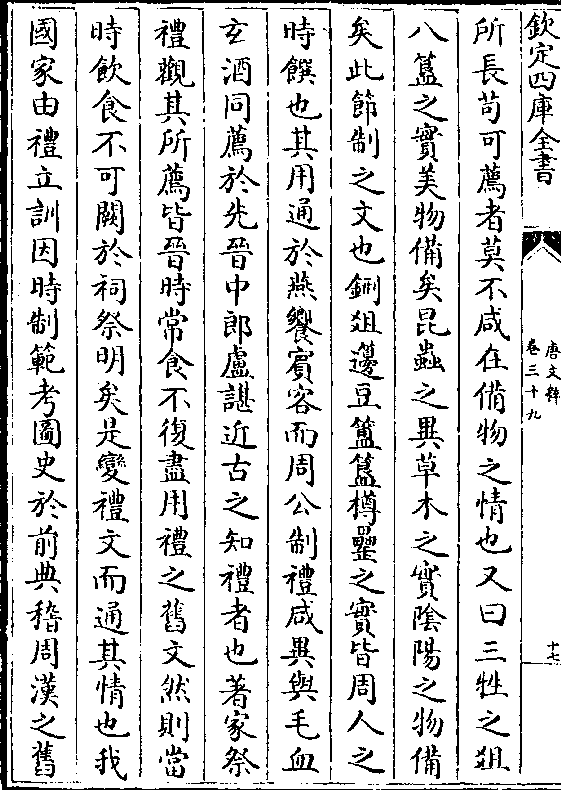 欽定四庫全書
唐文粹
卷三十九
十七
所長茍可薦者莫不咸在備物之情也又曰三牲之俎
八簋之實美物備矣昆蟲之異草木之實陰陽之物備
矣此節制之文也鉶俎籩豆簠簋樽罍之實皆周人之
時饌也其用通於燕饗賓客而周公制禮咸異與毛血
玄酒同薦於先晉中郎盧諶近古之知禮者也著家祭
禮觀其所薦皆晉時常食不復盡用禮之舊文然則當
時飲食不可闕於祠祭明矣是變禮文而通其情也我
國家由禮立訓因時制範考圖史於前典稽周漢之舊